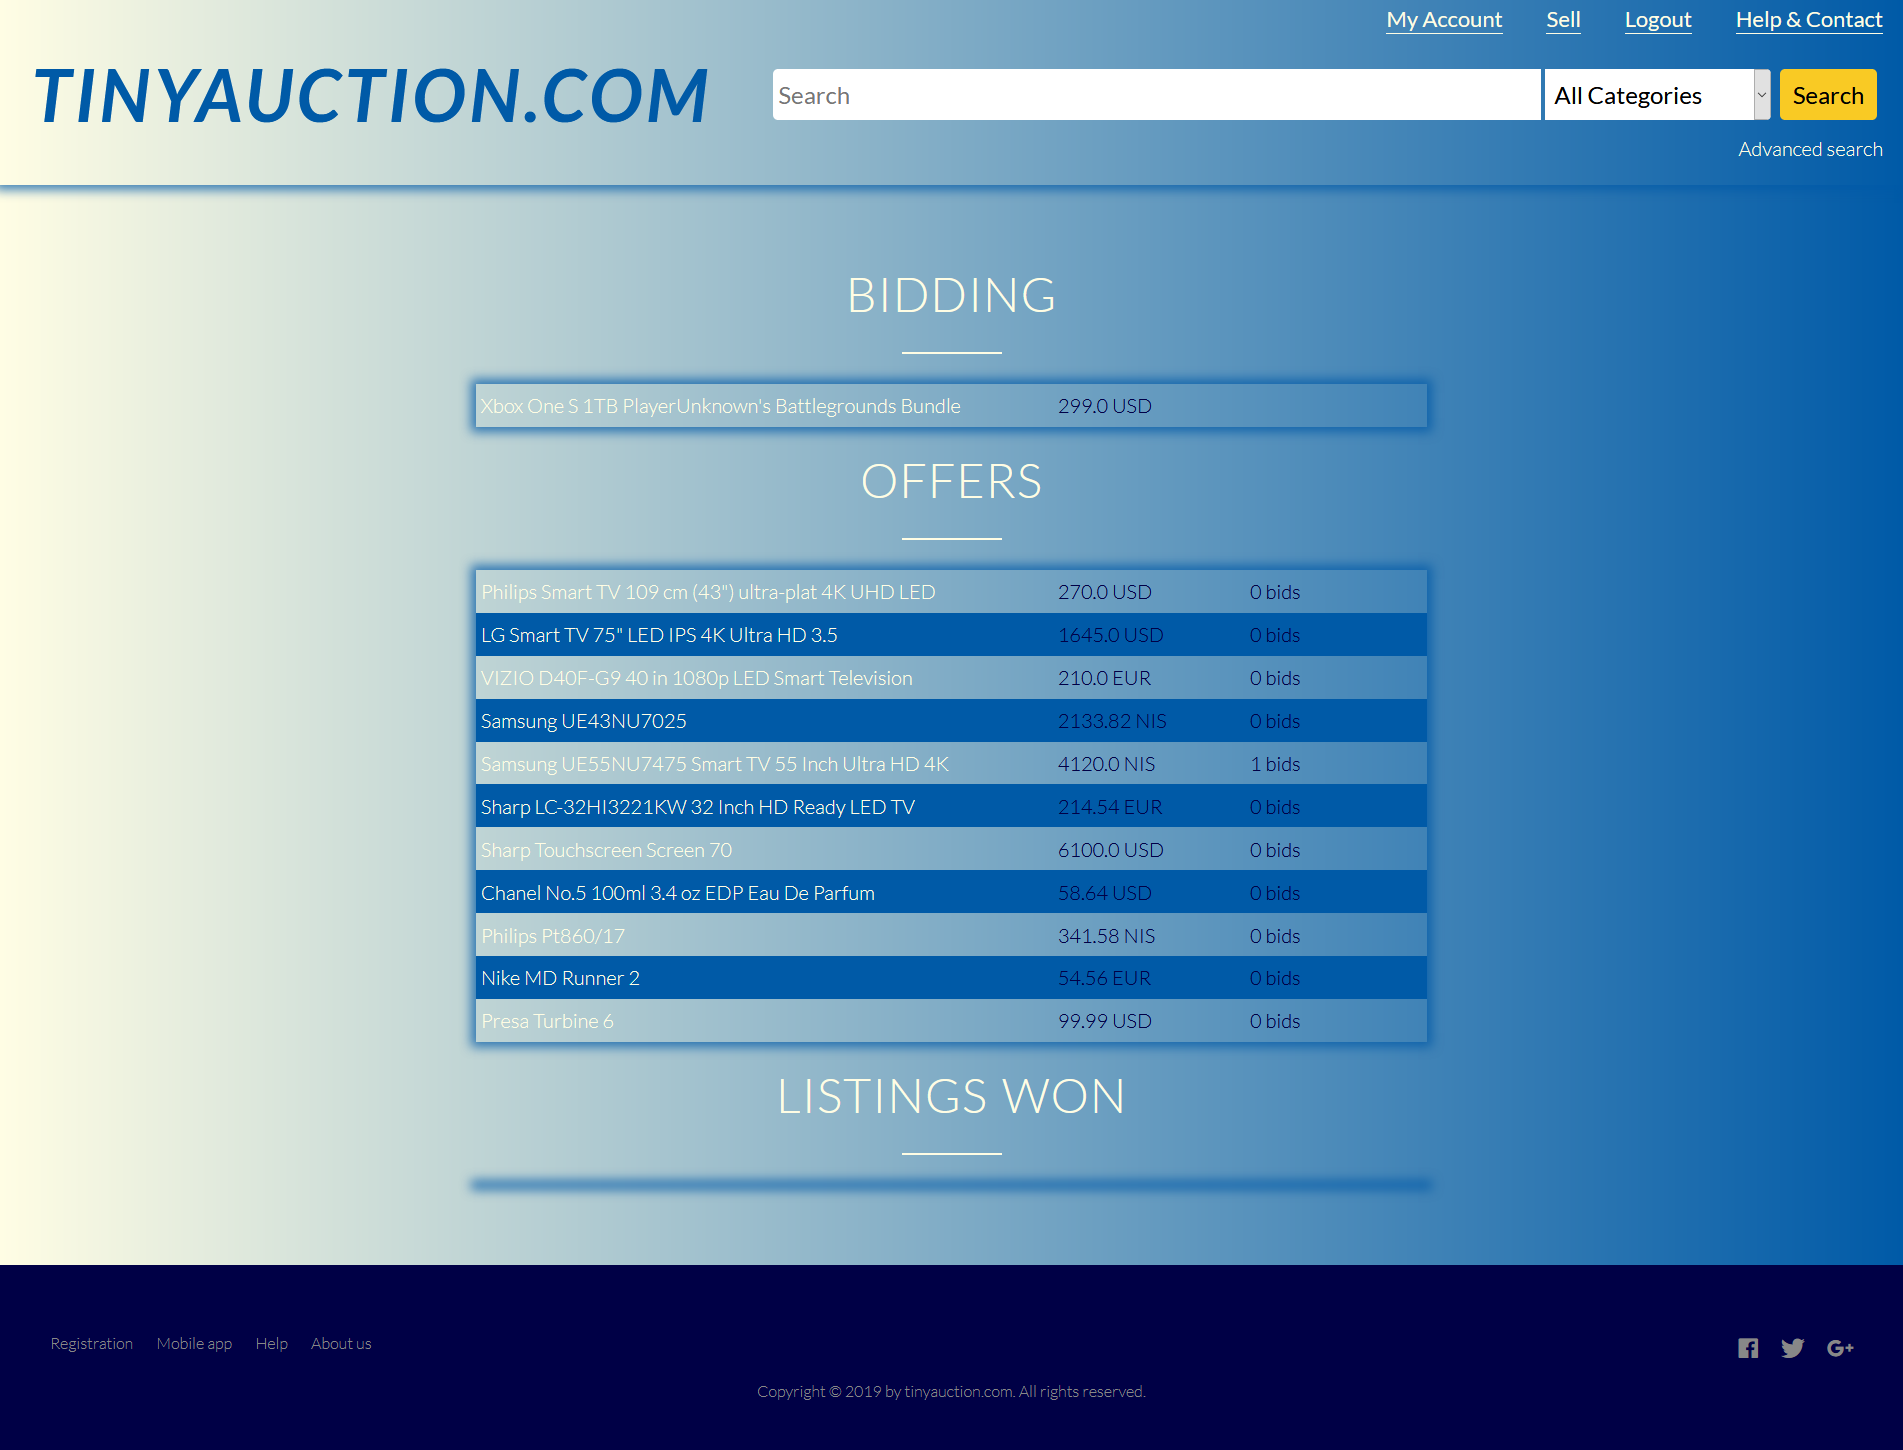 My Account Sell Logout Help & Contact
TINYAUCTION.COM
Search All Categories Search
Advanced search
BIDDING
Xbox One S 1TB PlayerUnknown's Battlegrounds Bundle 299.0 USD
OFFERS
Philips Smart TV 109 cm (43") ultra-plat 4K UHD LED 270.0 USD 0 bids
LG Smart TV 75" LED IPS 4K Ultra HD 3.5 1645.0 USD 0 bids
VIZIO D40F-G9 40 in 1080p LED Smart Television 210.0 EUR 0 bids
Samsung UE43NU7025 2133.82 NIS 0 bids
Samsung UE55NU7475 Smart TV 55 Inch Ultra HD 4K 4120.0 NIS 1 bids
Sharp LC-32HI3221KW 32 Inch HD Ready LED TV 214.54 EUR 0 bids
Sharp Touchscreen Screen 70 6100.0 USD 0 bids
Chanel No.5 100ml 3.4 oz EDP Eau De Parfum 58.64 USD 0 bids
Philips Pt860/17 341.58 NIS 0 bids
Nike MD Runner 2 54.56 EUR 0 bids
Presa Turbine 6 99.99 USD 0 bids
LISTINGS WON
Registration Mobile app Help About us
Copyright © 2019 by tinyauction.com. All rights reserved.